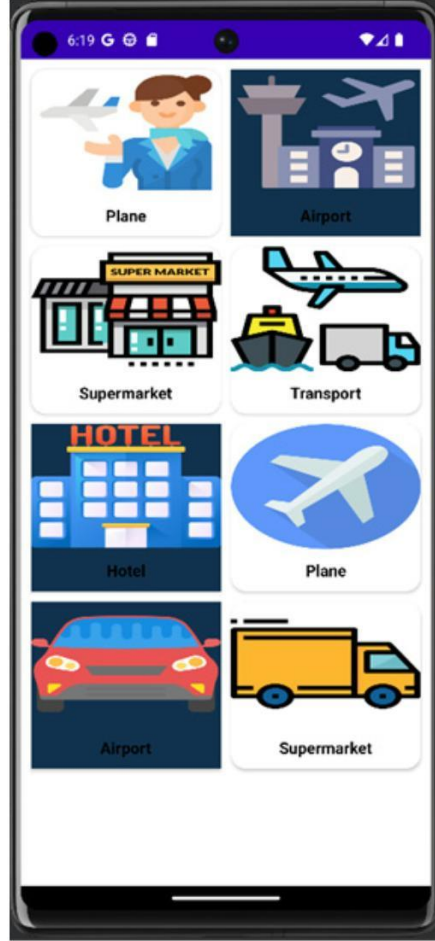 6:19 G
Plane
Airport
SUPER MARKET
Supermarket
Transport
HOTEL
Hotel
Plane
Airport
Supermarket